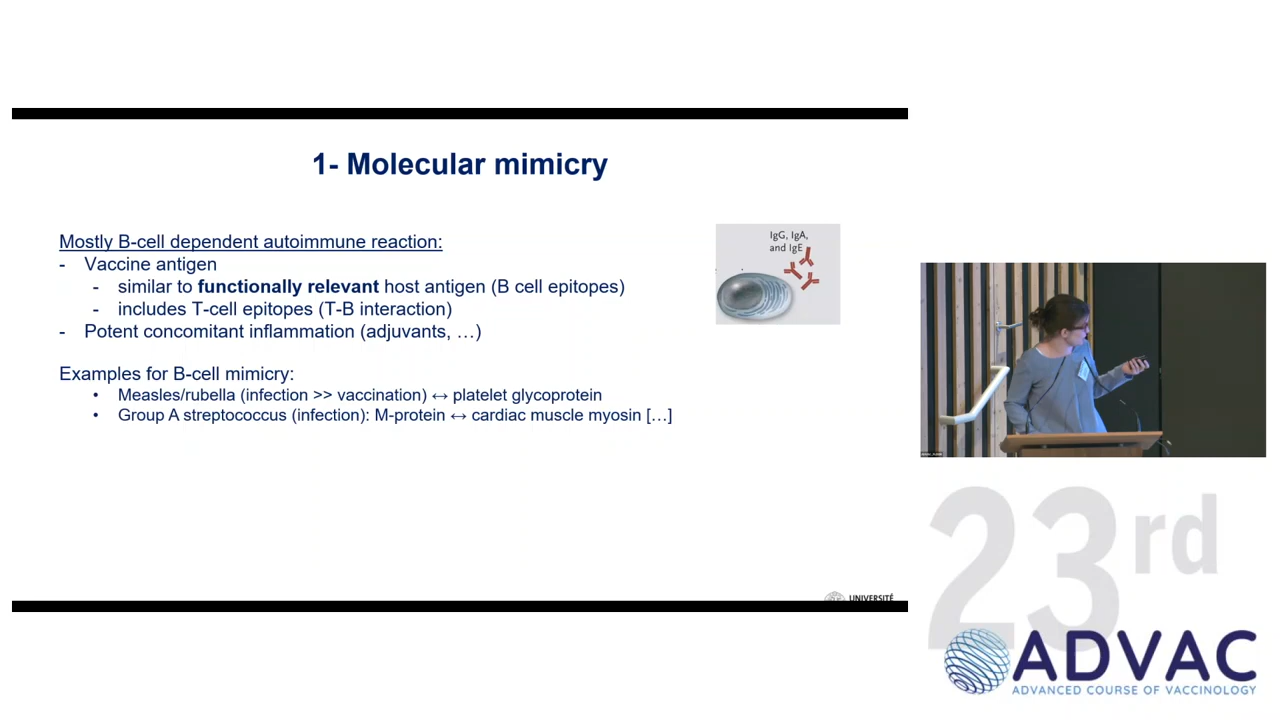 1- Molecular mimicry
Mostly B-cell dependent autoimmune reaction:
- Vaccine antigen
- similar to functionally relevant host antigen (B cell epitopes)
- includes T-cell epitopes (T-B interaction)
- Potent concomitant inflammation (adjuvants, …)
Examples for B-cell mimicry:
• Measles/rubella (infection >> vaccination) ↔ platelet glycoprotein
• Group A streptococcus (infection): M-protein ↔ cardiac muscle myosin […]
IgG, IgA,
and IgE
UNIVERSITÉ
23rd
ADVAC
ADVANCED COURSE OF VACCINOLOGY